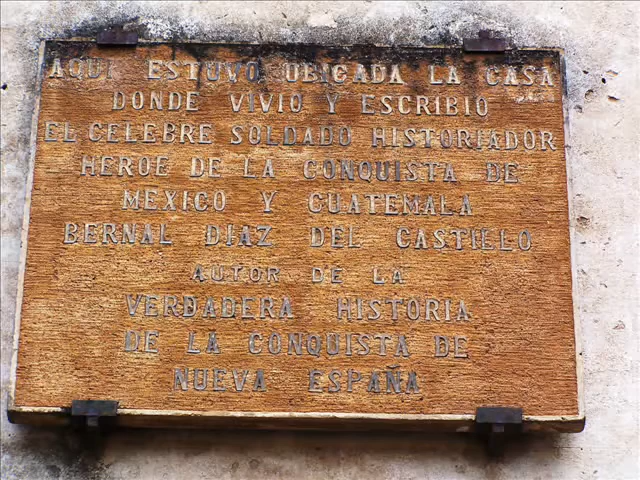 AQUI ESTUVO UBICADA LA CASA
DONDE VIVIO Y ESCRIBIO
EL CELEBRE SOLDADO HISTORIADOR
HEROE DE LA CONQUISTA DE
MEXICO Y GUATEMALA
BERNAL DIAZ DEL CASTILLO
AUTOR DE LA
VERDADERA HISTORIA
DE LA CONQUISTA DE
NUEVA ESPAÑA